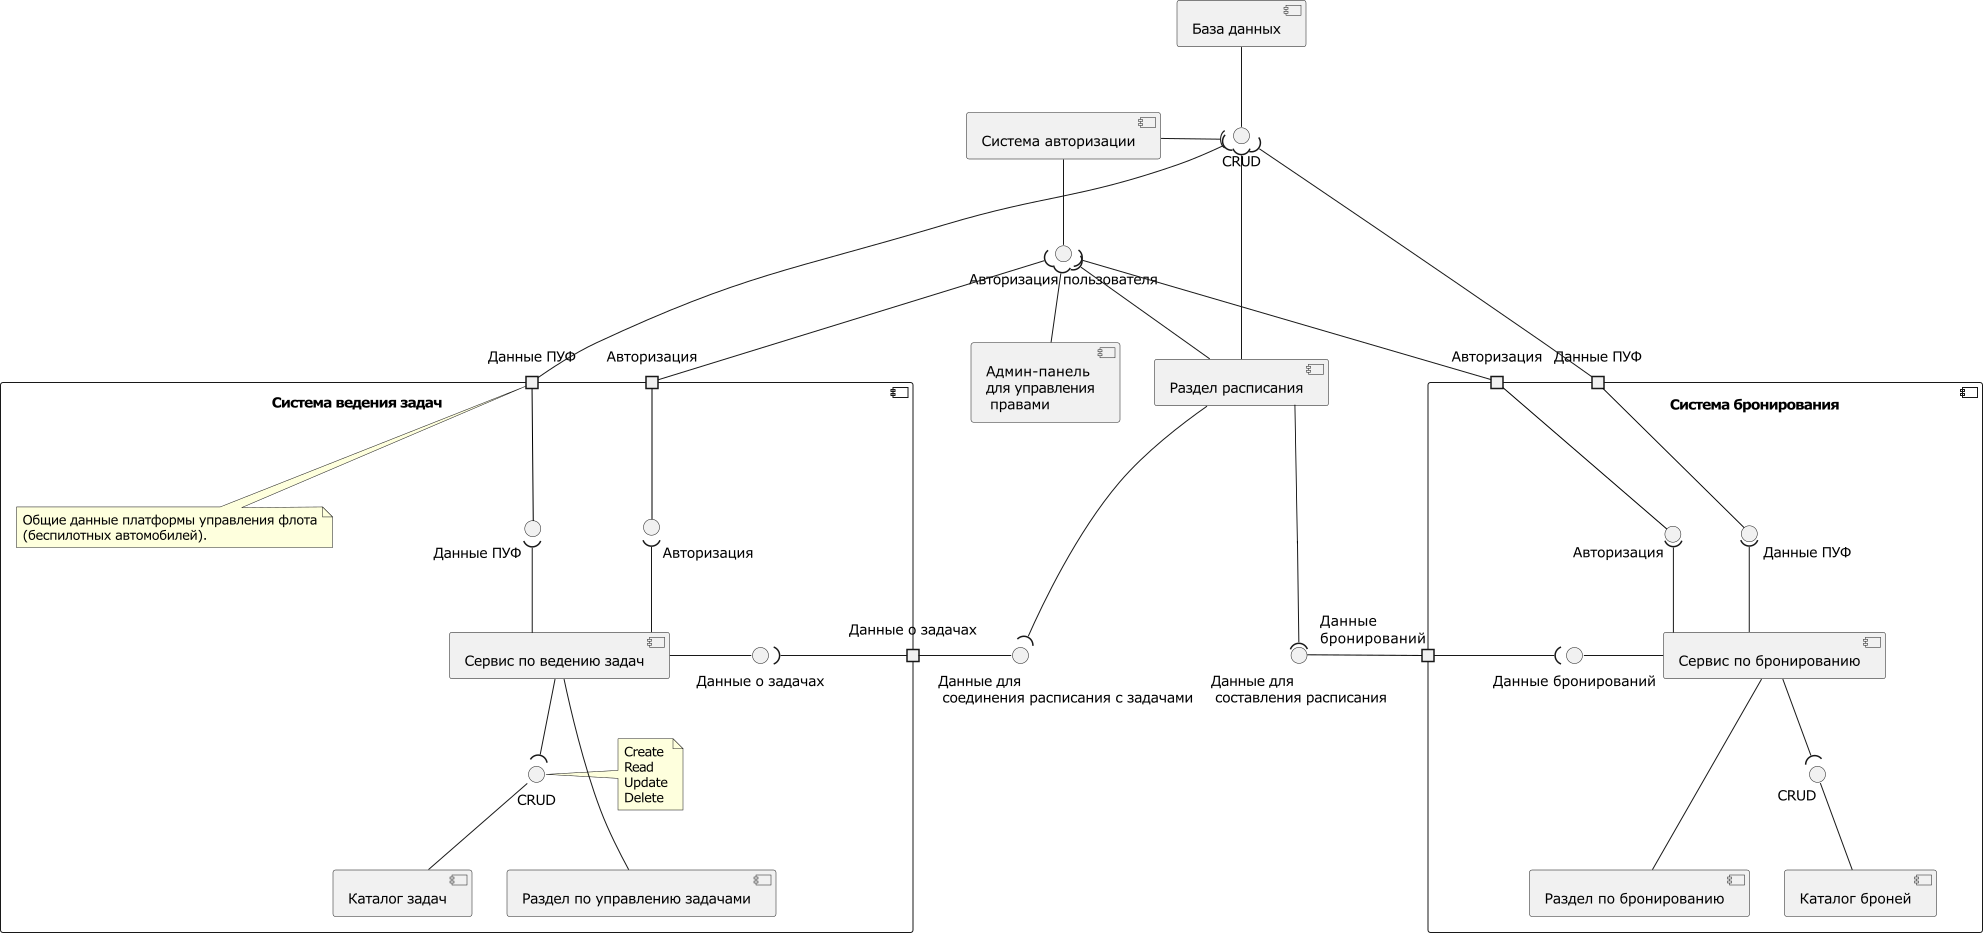 База данных
Система авторизации
CRUD
Авторизация пользователя
Данные ПУФ
Авторизация
Админ-панель
для управления
правами
Раздел расписания
Авторизация
Данные ПУФ
Система ведения задач
Система бронирования
Общие данные платформы управления флота
(беспилотных автомобилей).
Данные ПУФ
Авторизация
Авторизация
Данные ПУФ
Данные о задачах
Данные
бронирований
Сервис по ведению задач
Сервис по бронированию
Данные о задачах
Данные для
соединения расписания с задачами
Данные для
составления расписания
Данные бронирований
Create
Read
Update
Delete
CRUD
CRUD
Каталог задач
Раздел по управлению задачами
Раздел по бронированию
Каталог броней